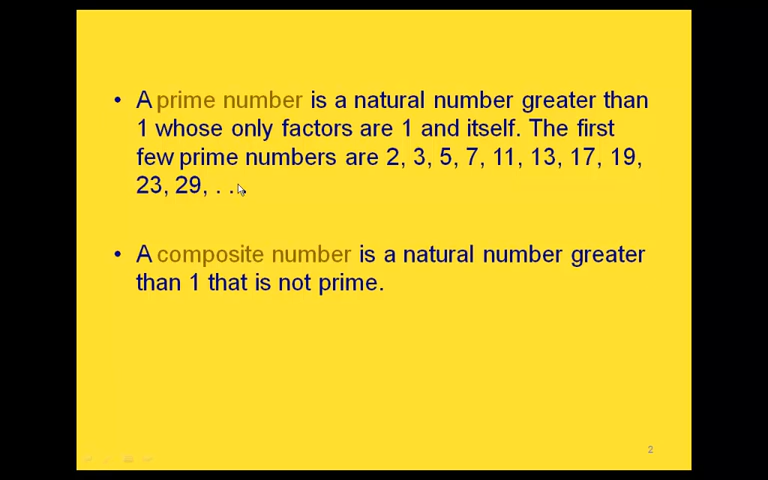 • A prime number is a natural number greater than
1 whose only factors are 1 and itself. The first
few prime numbers are 2, 3, 5, 7, 11, 13, 17, 19,
23, 29, . . .
• A composite number is a natural number greater
than 1 that is not prime.
2